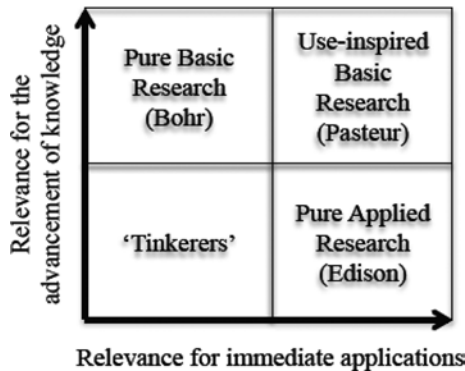 Relevance for the
advancement of knowledge
Pure Basic
Research
(Bohr)
Use-inspired
Basic
Research
(Pasteur)
‘Tinkerers’
Pure Applied
Research
(Edison)
Relevance for immediate applications